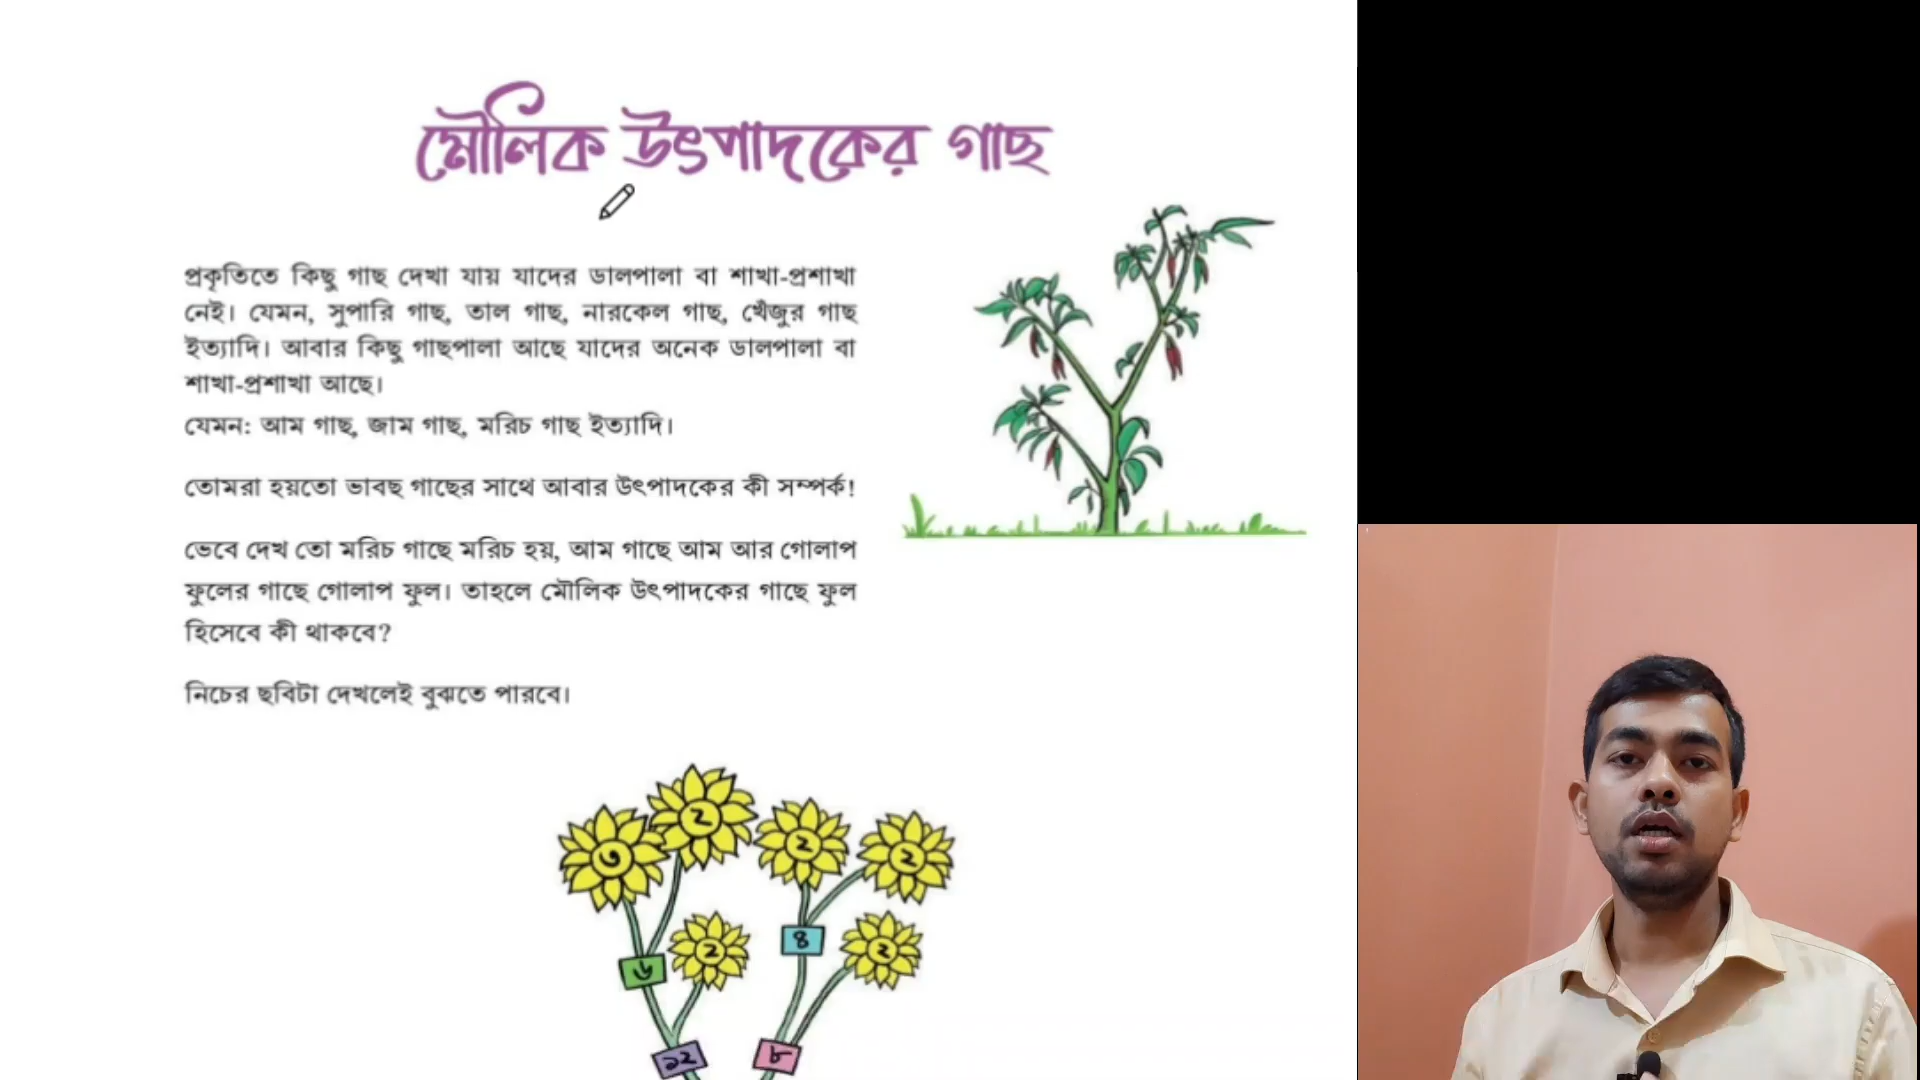 মৌলিক উৎপাদকের গাছ
প্রকৃতিতে কিছু গাছ দেখা যায় যাদের ডালপালা বা শাখা-প্রশাখা
নেই। যেমন, সুপারি গাছ, তাল গাছ, নারকেল গাছ, খেঁজুর গাছ
ইত্যাদি। আবার কিছু গাছপালা আছে যাদের অনেক ডালপালা বা
শাখা-প্রশাখা আছে।
যেমন: আম গাছ, জাম গাছ, মরিচ গাছ ইত্যাদি।
তোমরা হয়তো ভাবছ গাছের সাথে আবার উৎপাদকের কী সম্পর্ক!
ভেবে দেখ তো মরিচ গাছে মরিচ হয়, আম গাছে আম আর গোলাপ
ফুলের গাছে গোলাপ ফুল। তাহলে মৌলিক উৎপাদকের গাছে ফুল
হিসেবে কী থাকবে?
নিচের ছবিটা দেখলেই বুঝতে পারবে।
৩ ২ ২ ২
৬ ২ ৪ ২
১২ ৮